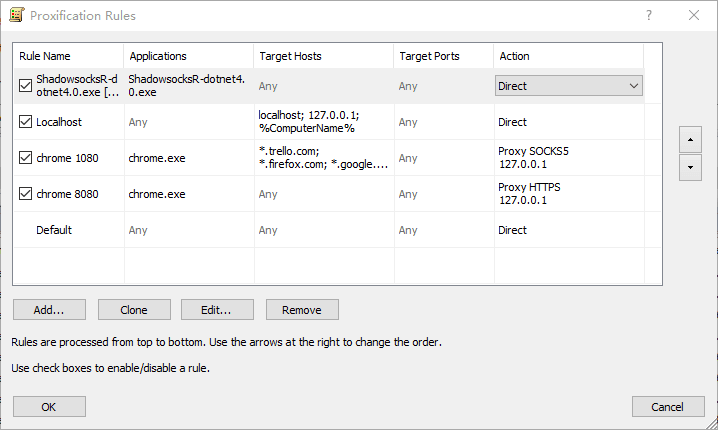 Proxification Rules
Rule Name Applications Target Hosts Target Ports Action
ShadowsocksR-d
otnet4.0.exe [... ShadowsocksR-dotnet4.
0.exe Any Any Direct
Localhost Any localhost; 127.0.0.1;
%ComputerName% Any Direct
chrome 1080 chrome.exe *.trello.com;
*.firefox.com; *.google.... Any Proxy SOCKS5
127.0.0.1
chrome 8080 chrome.exe Any Any Proxy HTTPS
127.0.0.1
Default Any Any Any Direct
Add... Clone Edit... Remove
Rules are processed from top to bottom. Use the arrows at the right to change the order.
Use check boxes to enable/disable a rule.
OK Cancel